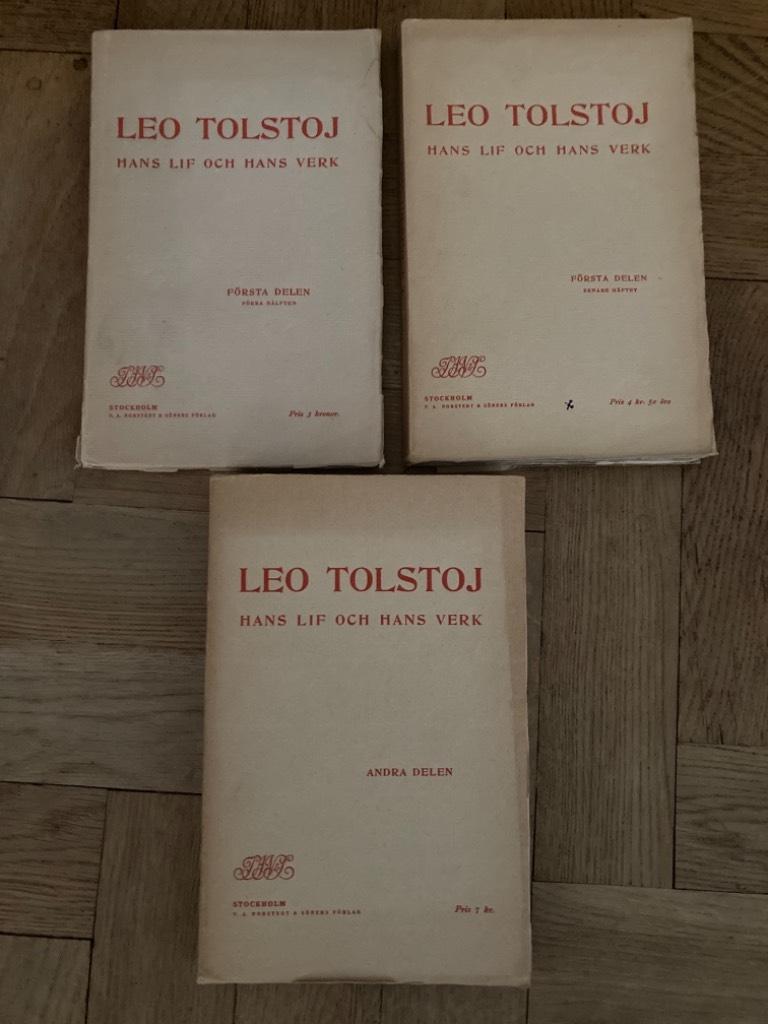 LEO TOLSTOJ
HANS LIF OCH HANS VERK
FÖRSTA DELEN
FÖRRA HÄLFTEN
STOCKHOLM
P. A. NORSTEDT & SÖNERS FÖRLAG
Pris 3 kronor.
LEO TOLSTOJ
HANS LIF OCH HANS VERK
FÖRSTA DELEN
SENARE HÄFTET
STOCKHOLM
P. A. NORSTEDT & SÖNERS FÖRLAG
Pris 4 kr. 50 öre
LEO TOLSTOJ
HANS LIF OCH HANS VERK
ANDRA DELEN
STOCKHOLM
P. A. NORSTEDT & SÖNERS FÖRLAG
Pris 7 kr.